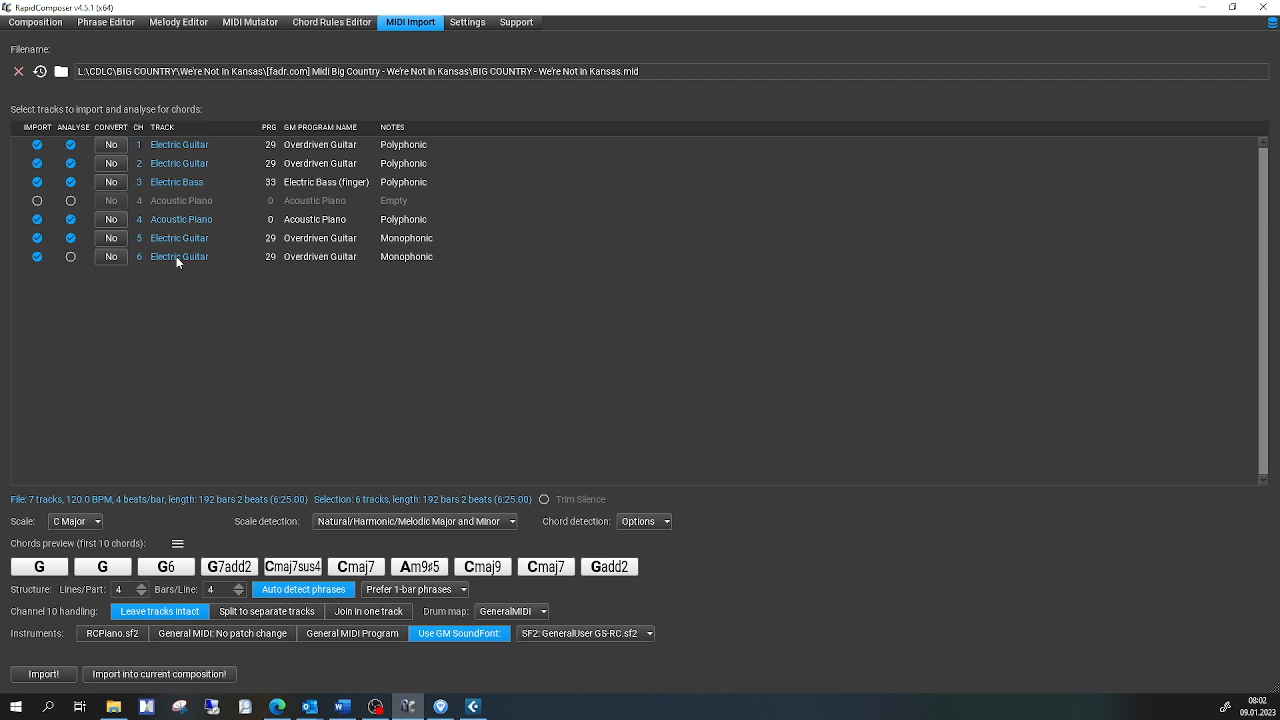 RapidComposer v4.5.1 (x64)
Composition Phrase Editor Melody Editor MIDI Mutator Chord Rules Editor MIDI Import Settings Support
Filename:
L:\CDLC\BIG COUNTRY\We're Not In Kansas\[fadr.com] Midi Big Country - We're Not In Kansas\BIG COUNTRY - We're Not In Kansas.mid
Select tracks to import and analyse for chords:
IMPORT ANALYSE CONVERT CH TRACK PRG GM PROGRAM NAME NOTES
No 1 Electric Guitar 29 Overdriven Guitar Polyphonic
No 2 Electric Guitar 29 Overdriven Guitar Polyphonic
No 3 Electric Bass 33 Electric Bass (finger) Polyphonic
No 4 Acoustic Piano 0 Acoustic Piano Empty
No 4 Acoustic Piano 0 Acoustic Piano Polyphonic
No 5 Electric Guitar 29 Overdriven Guitar Monophonic
No 6 Electric Guitar 29 Overdriven Guitar Monophonic
File: 7 tracks, 120.0 BPM, 4 beats/bar, length: 192 bars 2 beats (6:25.00) Selection: 6 tracks, length: 192 bars 2 beats (6:25.00) Trim Silence
Scale: C Major Scale detection: Natural/Harmonic/Melodic Major and Minor Chord detection: Options
Chords preview (first 10 chords):
G G G6 G7add2 Cmaj7sus4 Cmaj7 Am9♯5 Cmaj9 Cmaj7 Gadd2
Structure: Lines/Part: 4 Bars/Line: 4 Auto detect phrases Prefer 1-bar phrases
Channel 10 handling: Leave tracks intact Split to separate tracks Join in one track Drum map: GeneralMIDI
Instruments: RCPiano.sf2 General MIDI: No patch change General MIDI Program Use GM SoundFont: SF2: GeneralUser GS-RC.sf2
Import! Import into current composition!
08:02
09.01.2023